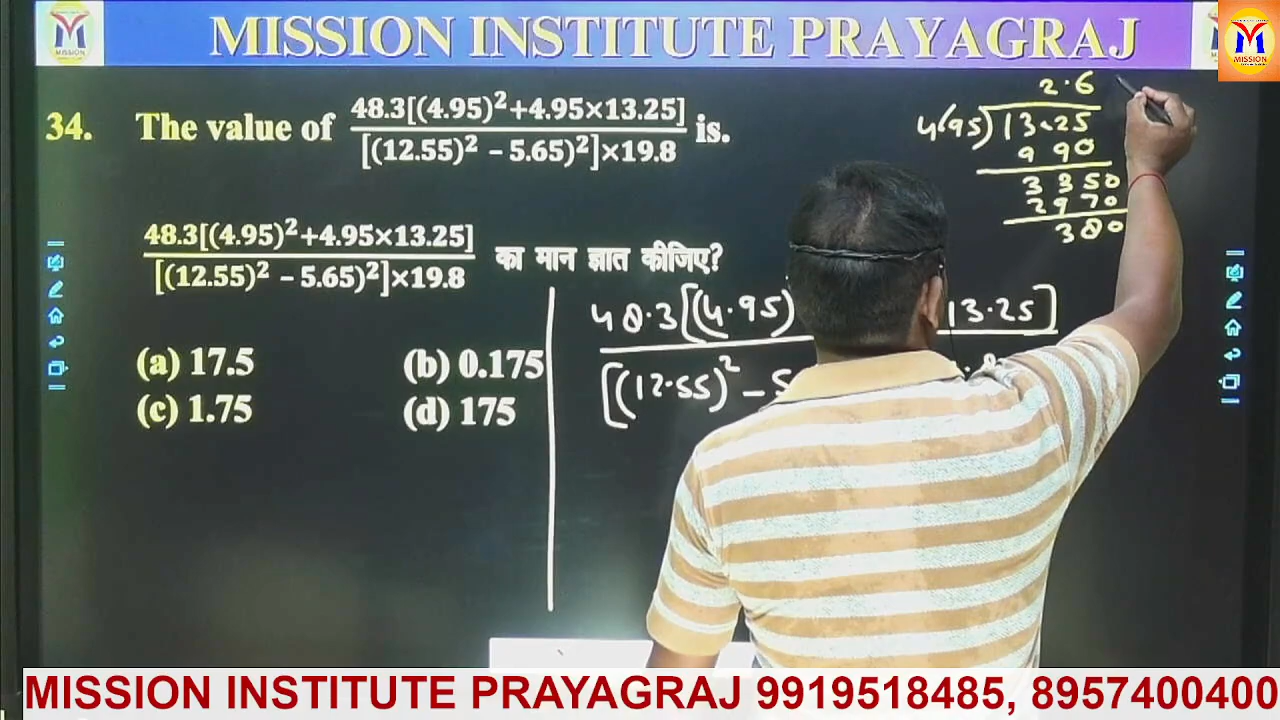 MISSION INSTITUTE PRAYAGRAJ
MISSION
MISSION
34. The value of 48.3[(4.95)²+4.95×13.25] / [(12.55)² – 5.65)²]×19.8 is.
48.3[(4.95)²+4.95×13.25] / [(12.55)² – 5.65)²]×19.8 का मान ज्ञात कीजिए?
(a) 17.5 (b) 0.175
(c) 1.75 (d) 175
2.6
4.95) 13.25
9 90
3 350
2970
380
48.3[(4.95) 13.25]
[(12.55)² – 5
MISSION INSTITUTE PRAYAGRAJ 9919518485, 8957400400